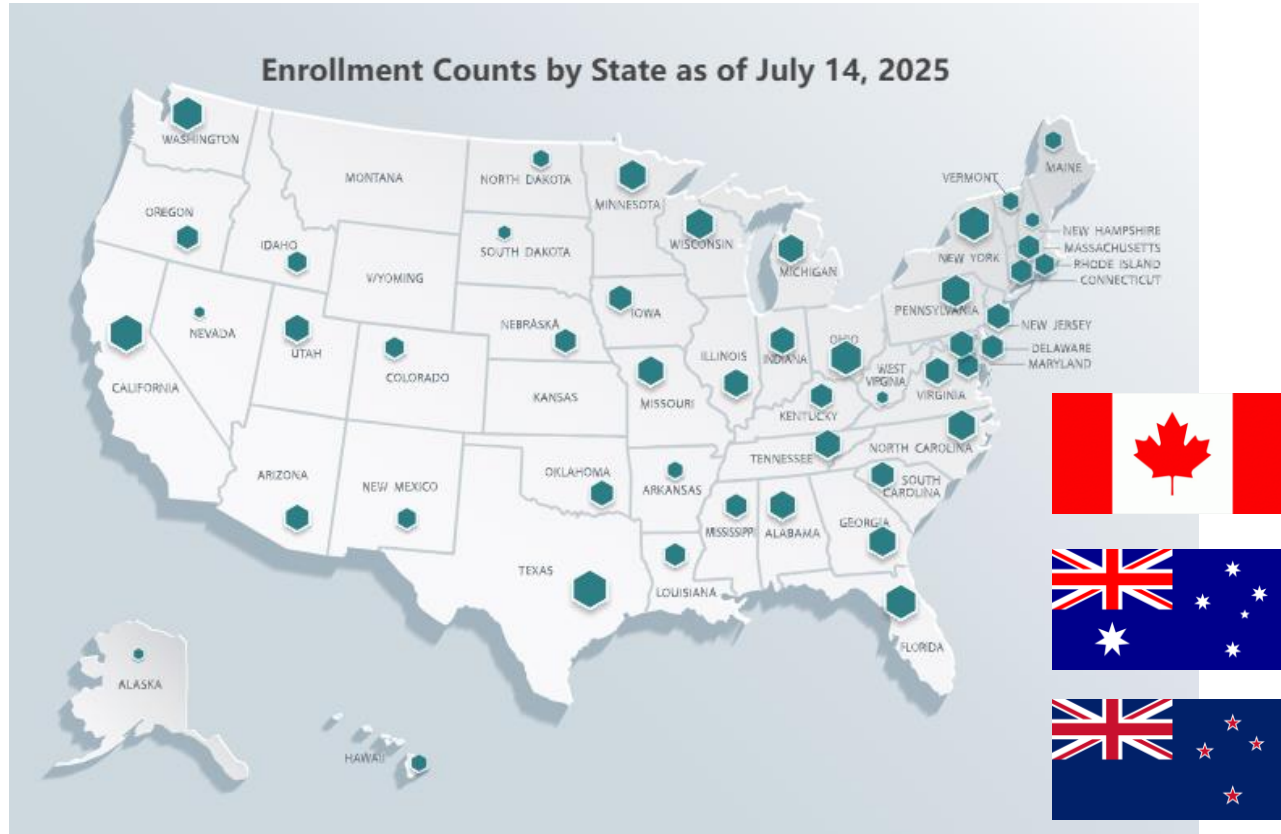 Enrollment Counts by State as of July 14, 2025
WASHINGTON
MAINE
MONTANA
NORTH DAKOTA
VERMONT
MINNESOTA
OREGON
NEW HAMPSHIRE
IDAHO
WISCONSIN
MASSACHUSETTS
SOUTH DAKOTA
NEW YORK
RHODE ISLAND
MICHIGAN
WYOMING
CONNECTICUT
PENNSYLVANIA
IOWA
NEBRASKA
NEW JERSEY
NEVADA
OHIO
UTAH
ILLINOIS
INDIANA
DELAWARE
MARYLAND
WEST
VIRGINIA
COLORADO
CALIFORNIA
KANSAS
VIRGINIA
MISSOURI
KENTUCKY
NORTH CAROLINA
TENNESSEE
OKLAHOMA
ARIZONA
SOUTH
CAROLINA
NEW MEXICO
ARKANSAS
GEORGIA
MISSISSIPPI
ALABAMA
TEXAS
LOUISIANA
FLORIDA
ALASKA
HAWAII